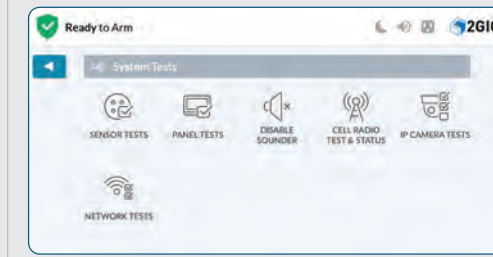 Ready to Arm
2GIG
System Tests
SENSOR TESTS
PANEL TESTS
DISABLE
SOUNDER
CELL RADIO
TEST & STATUS
IP CAMERA TESTS
NETWORK TESTS